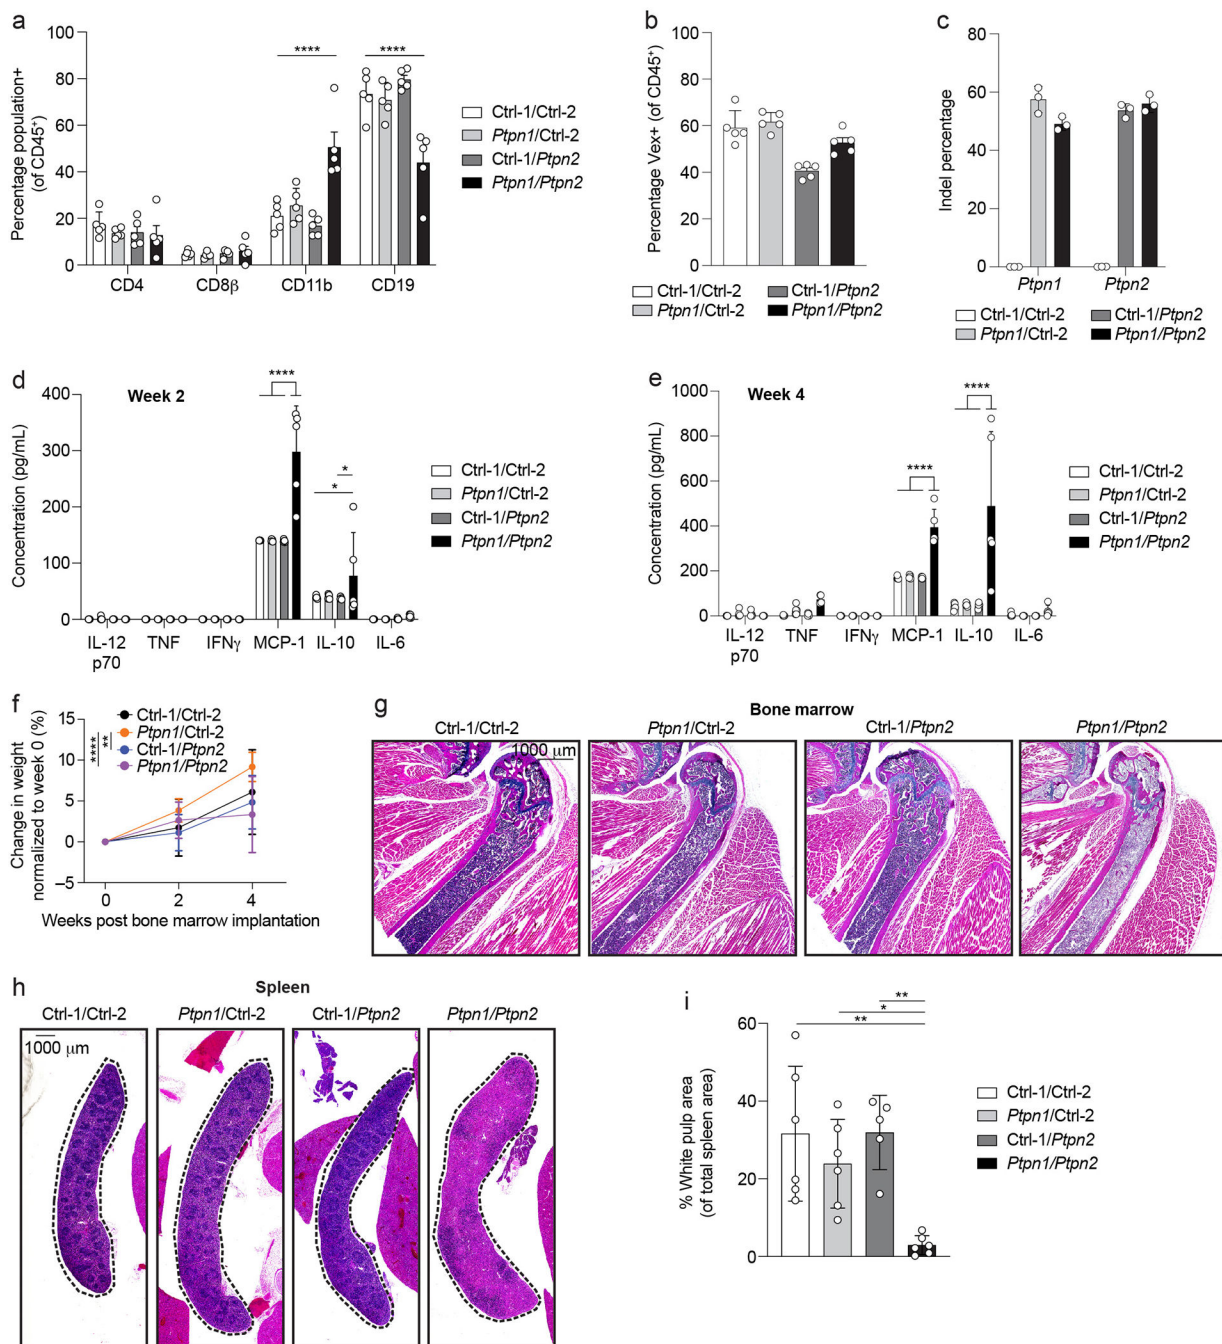 a
Percentage population+
(of CD45⁺)
100
80
60
40
20
0
****
****
CD4
CD8β
CD11b
CD19
Ctrl-1/Ctrl-2
Ptpn1/Ctrl-2
Ctrl-1/Ptpn2
Ptpn1/Ptpn2
b
Percentage Vex+ (of CD45⁺)
100
80
60
40
20
0
Ctrl-1/Ctrl-2
Ctrl-1/Ptpn2
Ptpn1/Ctrl-2
Ptpn1/Ptpn2
c
Indel percentage
80
60
40
20
0
Ptpn1
Ptpn2
Ctrl-1/Ctrl-2
Ctrl-1/Ptpn2
Ptpn1/Ctrl-2
Ptpn1/Ptpn2
d
Week 2
Concentration (pg/mL)
400
300
200
100
0
****
*
*
IL-12
p70
TNF
IFNγ
MCP-1
IL-10
IL-6
Ctrl-1/Ctrl-2
Ptpn1/Ctrl-2
Ctrl-1/Ptpn2
Ptpn1/Ptpn2
e
Week 4
Concentration (pg/mL)
1000
800
600
400
200
0
****
****
IL-12
p70
TNF
IFNγ
MCP-1
IL-10
IL-6
Ctrl-1/Ctrl-2
Ptpn1/Ctrl-2
Ctrl-1/Ptpn2
Ptpn1/Ptpn2
f
Change in weight
normalized to week 0 (%)
15
10
5
0
–5
****
**
Ctrl-1/Ctrl-2
Ptpn1/Ctrl-2
Ctrl-1/Ptpn2
Ptpn1/Ptpn2
0
2
4
Weeks post bone marrow implantation
g
Bone marrow
Ctrl-1/Ctrl-2
Ptpn1/Ctrl-2
Ctrl-1/Ptpn2
Ptpn1/Ptpn2
1000 μm
h
Spleen
Ctrl-1/Ctrl-2
Ptpn1/Ctrl-2
Ctrl-1/Ptpn2
Ptpn1/Ptpn2
1000 μm
i
% White pulp area
(of total spleen area)
60
40
20
0
**
*
**
Ctrl-1/Ctrl-2
Ptpn1/Ctrl-2
Ctrl-1/Ptpn2
Ptpn1/Ptpn2